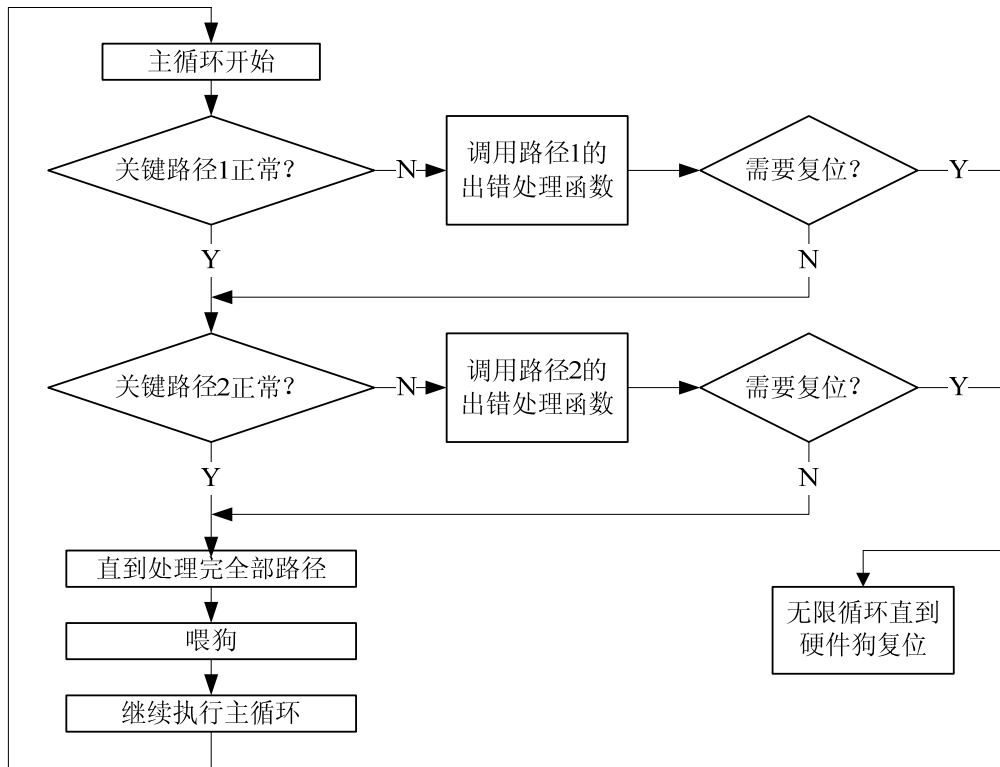 主循环开始
关键路径1正常?
N
调用路径1的
出错处理函数
需要复位?
Y
Y
N
关键路径2正常?
N
调用路径2的
出错处理函数
需要复位?
Y
Y
N
直到处理完全部路径
喂狗
继续执行主循环
无限循环直到
硬件狗复位